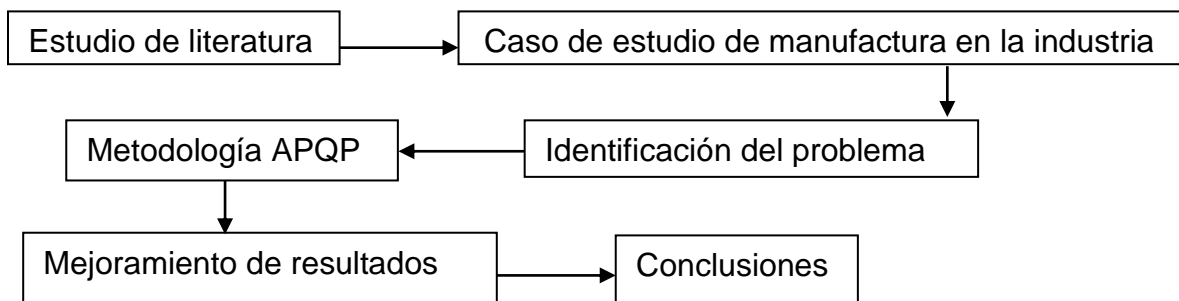 Estudio de literatura
Caso de estudio de manufactura en la industria
Identificación del problema
Metodología APQP
Mejoramiento de resultados
Conclusiones